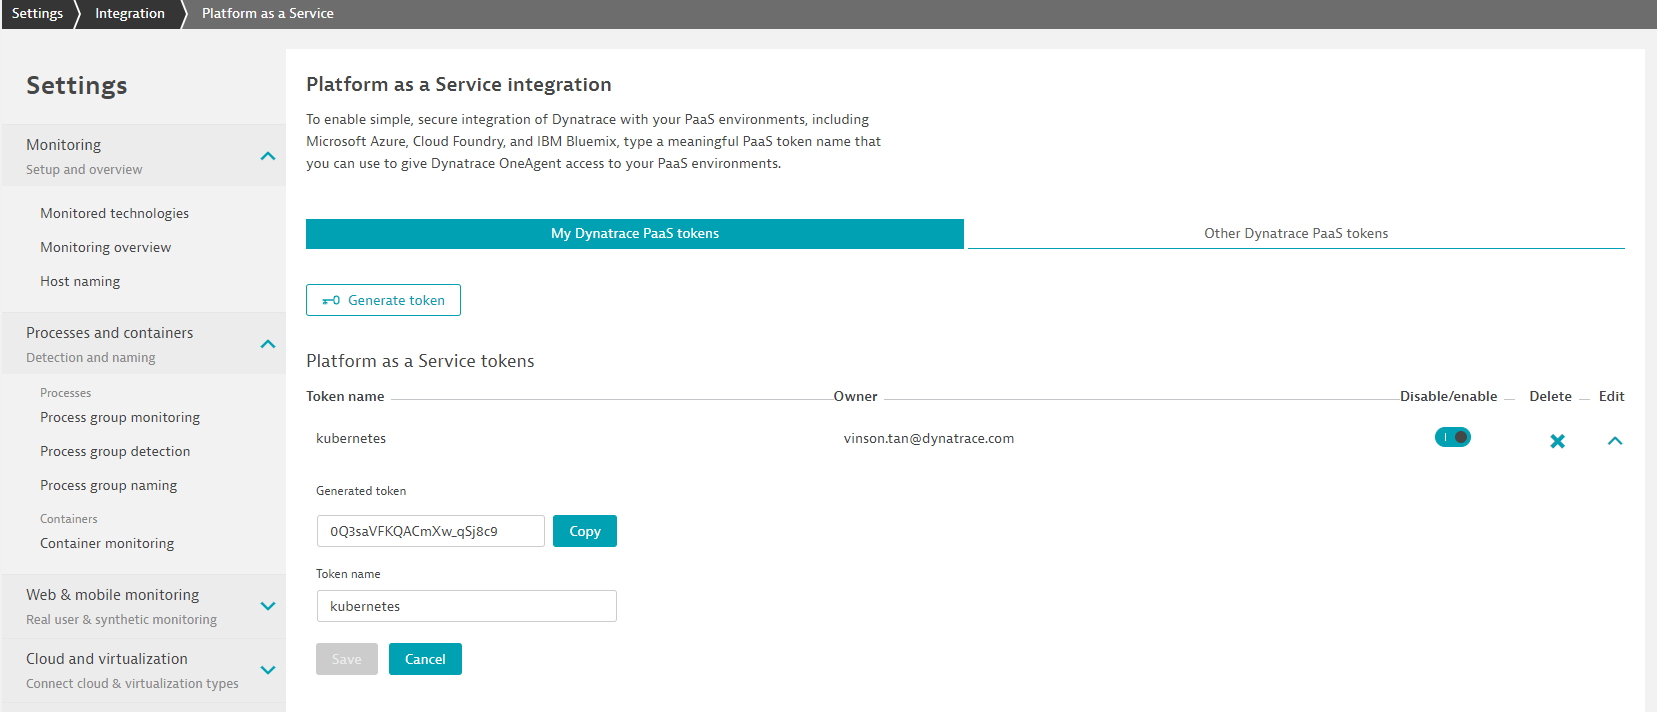 Settings
Integration
Platform as a Service
Settings
Monitoring
Setup and overview
Monitored technologies
Monitoring overview
Host naming
Processes and containers
Detection and naming
Processes
Process group monitoring
Process group detection
Process group naming
Containers
Container monitoring
Web & mobile monitoring
Real user & synthetic monitoring
Cloud and virtualization
Connect cloud & virtualization types
Platform as a Service integration
To enable simple, secure integration of Dynatrace with your PaaS environments, including
Microsoft Azure, Cloud Foundry, and IBM Bluemix, type a meaningful PaaS token name that
you can use to give Dynatrace OneAgent access to your PaaS environments.
My Dynatrace PaaS tokens
Other Dynatrace PaaS tokens
Generate token
Platform as a Service tokens
Token name Owner Disable/enable Delete Edit
kubernetes vinson.tan@dynatrace.com
Generated token
0Q3saVFKQACmXw_qSj8c9
Copy
Token name
kubernetes
Save
Cancel